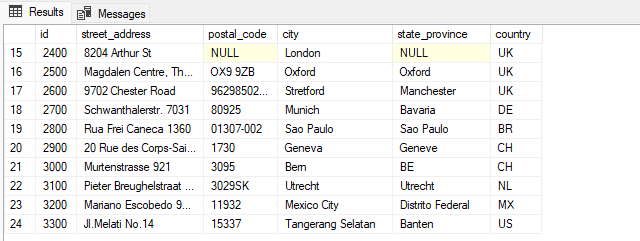 Results Messages
id street_address postal_code city state_province country
15 2400 8204 Arthur St NULL London NULL UK
16 2500 Magdalen Centre, Th... OX9 9ZB Oxford Oxford UK
17 2600 9702 Chester Road 96298502... Stretford Manchester UK
18 2700 Schwanthalerstr. 7031 80925 Munich Bavaria DE
19 2800 Rua Frei Caneca 1360 01307-002 Sao Paulo Sao Paulo BR
20 2900 20 Rue des Corps-Sai... 1730 Geneva Geneve CH
21 3000 Murtenstrasse 921 3095 Bern BE CH
22 3100 Pieter Breughelstraat ... 3029SK Utrecht Utrecht NL
23 3200 Mariano Escobedo 9... 11932 Mexico City Distrito Federal MX
24 3300 Jl.Melati No.14 15337 Tangerang Selatan Banten US